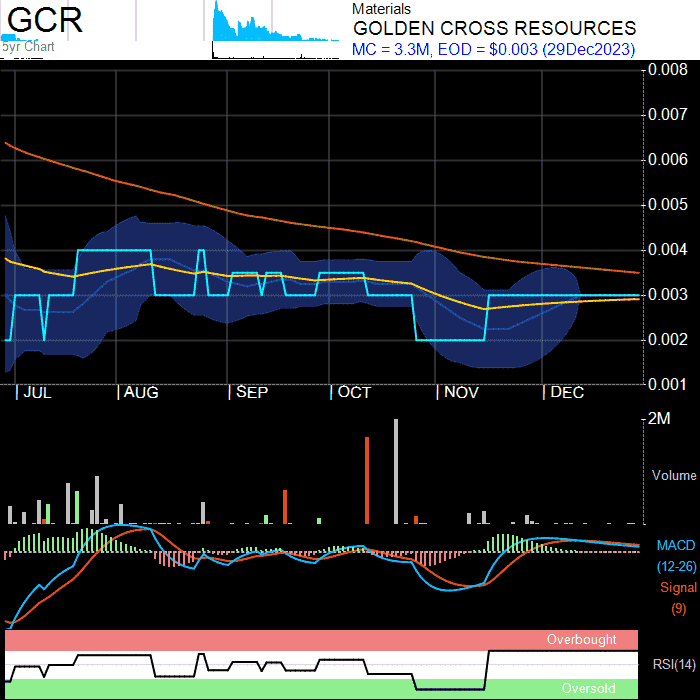 GCR
5yr Chart
Materials
GOLDEN CROSS RESOURCES
MC = 3.3M, EOD = $0.003 (29Dec2023)
0.008
0.007
0.006
0.005
0.004
0.003
0.002
0.001
JUL
AUG
SEP
OCT
NOV
DEC
2M
Volume
MACD
(12-26)
Signal
(9)
Overbought
RSI(14)
Oversold